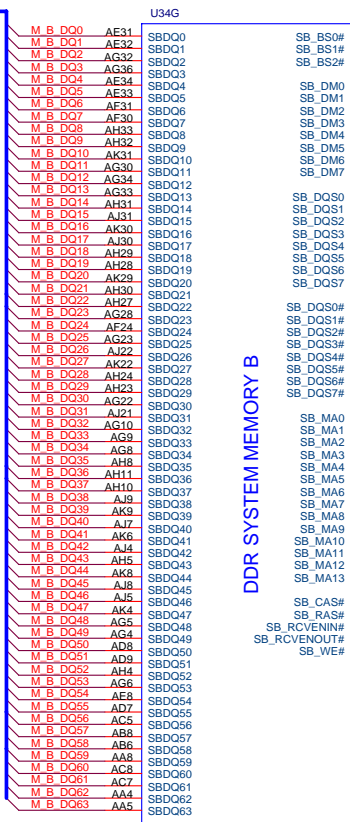 U34G
M_B_DQ0 AE31 SBDQ0 SB_BS0#
M_B_DQ1 AE32 SBDQ1 SB_BS1#
M_B_DQ2 AG32 SBDQ2 SB_BS2#
M_B_DQ3 AG36 SBDQ3
M_B_DQ4 AE34 SBDQ4 SB_DM0
M_B_DQ5 AE33 SBDQ5 SB_DM1
M_B_DQ6 AF31 SBDQ6 SB_DM2
M_B_DQ7 AF30 SBDQ7 SB_DM3
M_B_DQ8 AH33 SBDQ8 SB_DM4
M_B_DQ9 AH32 SBDQ9 SB_DM5
M_B_DQ10 AK31 SBDQ10 SB_DM6
M_B_DQ11 AG30 SBDQ11 SB_DM7
M_B_DQ12 AG34 SBDQ12
M_B_DQ13 AG33 SBDQ13 SB_DQS0
M_B_DQ14 AH31 SBDQ14 SB_DQS1
M_B_DQ15 AJ31 SBDQ15 SB_DQS2
M_B_DQ16 AK30 SBDQ16 SB_DQS3
M_B_DQ17 AJ30 SBDQ17 SB_DQS4
M_B_DQ18 AH29 SBDQ18 SB_DQS5
M_B_DQ19 AH28 SBDQ19 SB_DQS6
M_B_DQ20 AK29 SBDQ20 SB_DQS7
M_B_DQ21 AH30 SBDQ21
M_B_DQ22 AH27 SBDQ22 SB_DQS0#
M_B_DQ23 AG28 SBDQ23 SB_DQS1#
M_B_DQ24 AF24 SBDQ24 SB_DQS2#
M_B_DQ25 AG23 SBDQ25 SB_DQS3#
M_B_DQ26 AJ22 SBDQ26 SB_DQS4#
M_B_DQ27 AK22 SBDQ27 SB_DQS5#
M_B_DQ28 AH24 SBDQ28 SB_DQS6#
M_B_DQ29 AH23 SBDQ29 SB_DQS7#
M_B_DQ30 AG22 SBDQ30
M_B_DQ31 AJ21 SBDQ31 SB_MA0
M_B_DQ32 AG10 SBDQ32 SB_MA1
M_B_DQ33 AG9 SBDQ33 SB_MA2
M_B_DQ34 AG8 SBDQ34 SB_MA3
M_B_DQ35 AH8 SBDQ35 SB_MA4
M_B_DQ36 AH11 SBDQ36 SB_MA5
M_B_DQ37 AH10 SBDQ37 SB_MA6
M_B_DQ38 AJ9 SBDQ38 SB_MA7
M_B_DQ39 AK9 SBDQ39 SB_MA8
M_B_DQ40 AJ7 SBDQ40 SB_MA9
M_B_DQ41 AK6 SBDQ41 SB_MA10
M_B_DQ42 AJ4 SBDQ42 SB_MA11
M_B_DQ43 AH5 SBDQ43 SB_MA12
M_B_DQ44 AK8 SBDQ44 SB_MA13
M_B_DQ45 AJ8 SBDQ45
M_B_DQ46 AJ5 SBDQ46 SB_CAS#
M_B_DQ47 AK4 SBDQ47 SB_RAS#
M_B_DQ48 AG5 SBDQ48 SB_RCVENIN#
M_B_DQ49 AG4 SBDQ49 SB_RCVENOUT#
M_B_DQ50 AD8 SBDQ50 SB_WE#
M_B_DQ51 AD9 SBDQ51
M_B_DQ52 AH4 SBDQ52
M_B_DQ53 AG6 SBDQ53
M_B_DQ54 AE8 SBDQ54
M_B_DQ55 AD7 SBDQ55
M_B_DQ56 AC5 SBDQ56
M_B_DQ57 AB8 SBDQ57
M_B_DQ58 AB6 SBDQ58
M_B_DQ59 AA8 SBDQ59
M_B_DQ60 AC8 SBDQ60
M_B_DQ61 AC7 SBDQ61
M_B_DQ62 AA4 SBDQ62
M_B_DQ63 AA5 SBDQ63
DDR SYSTEM MEMORY B